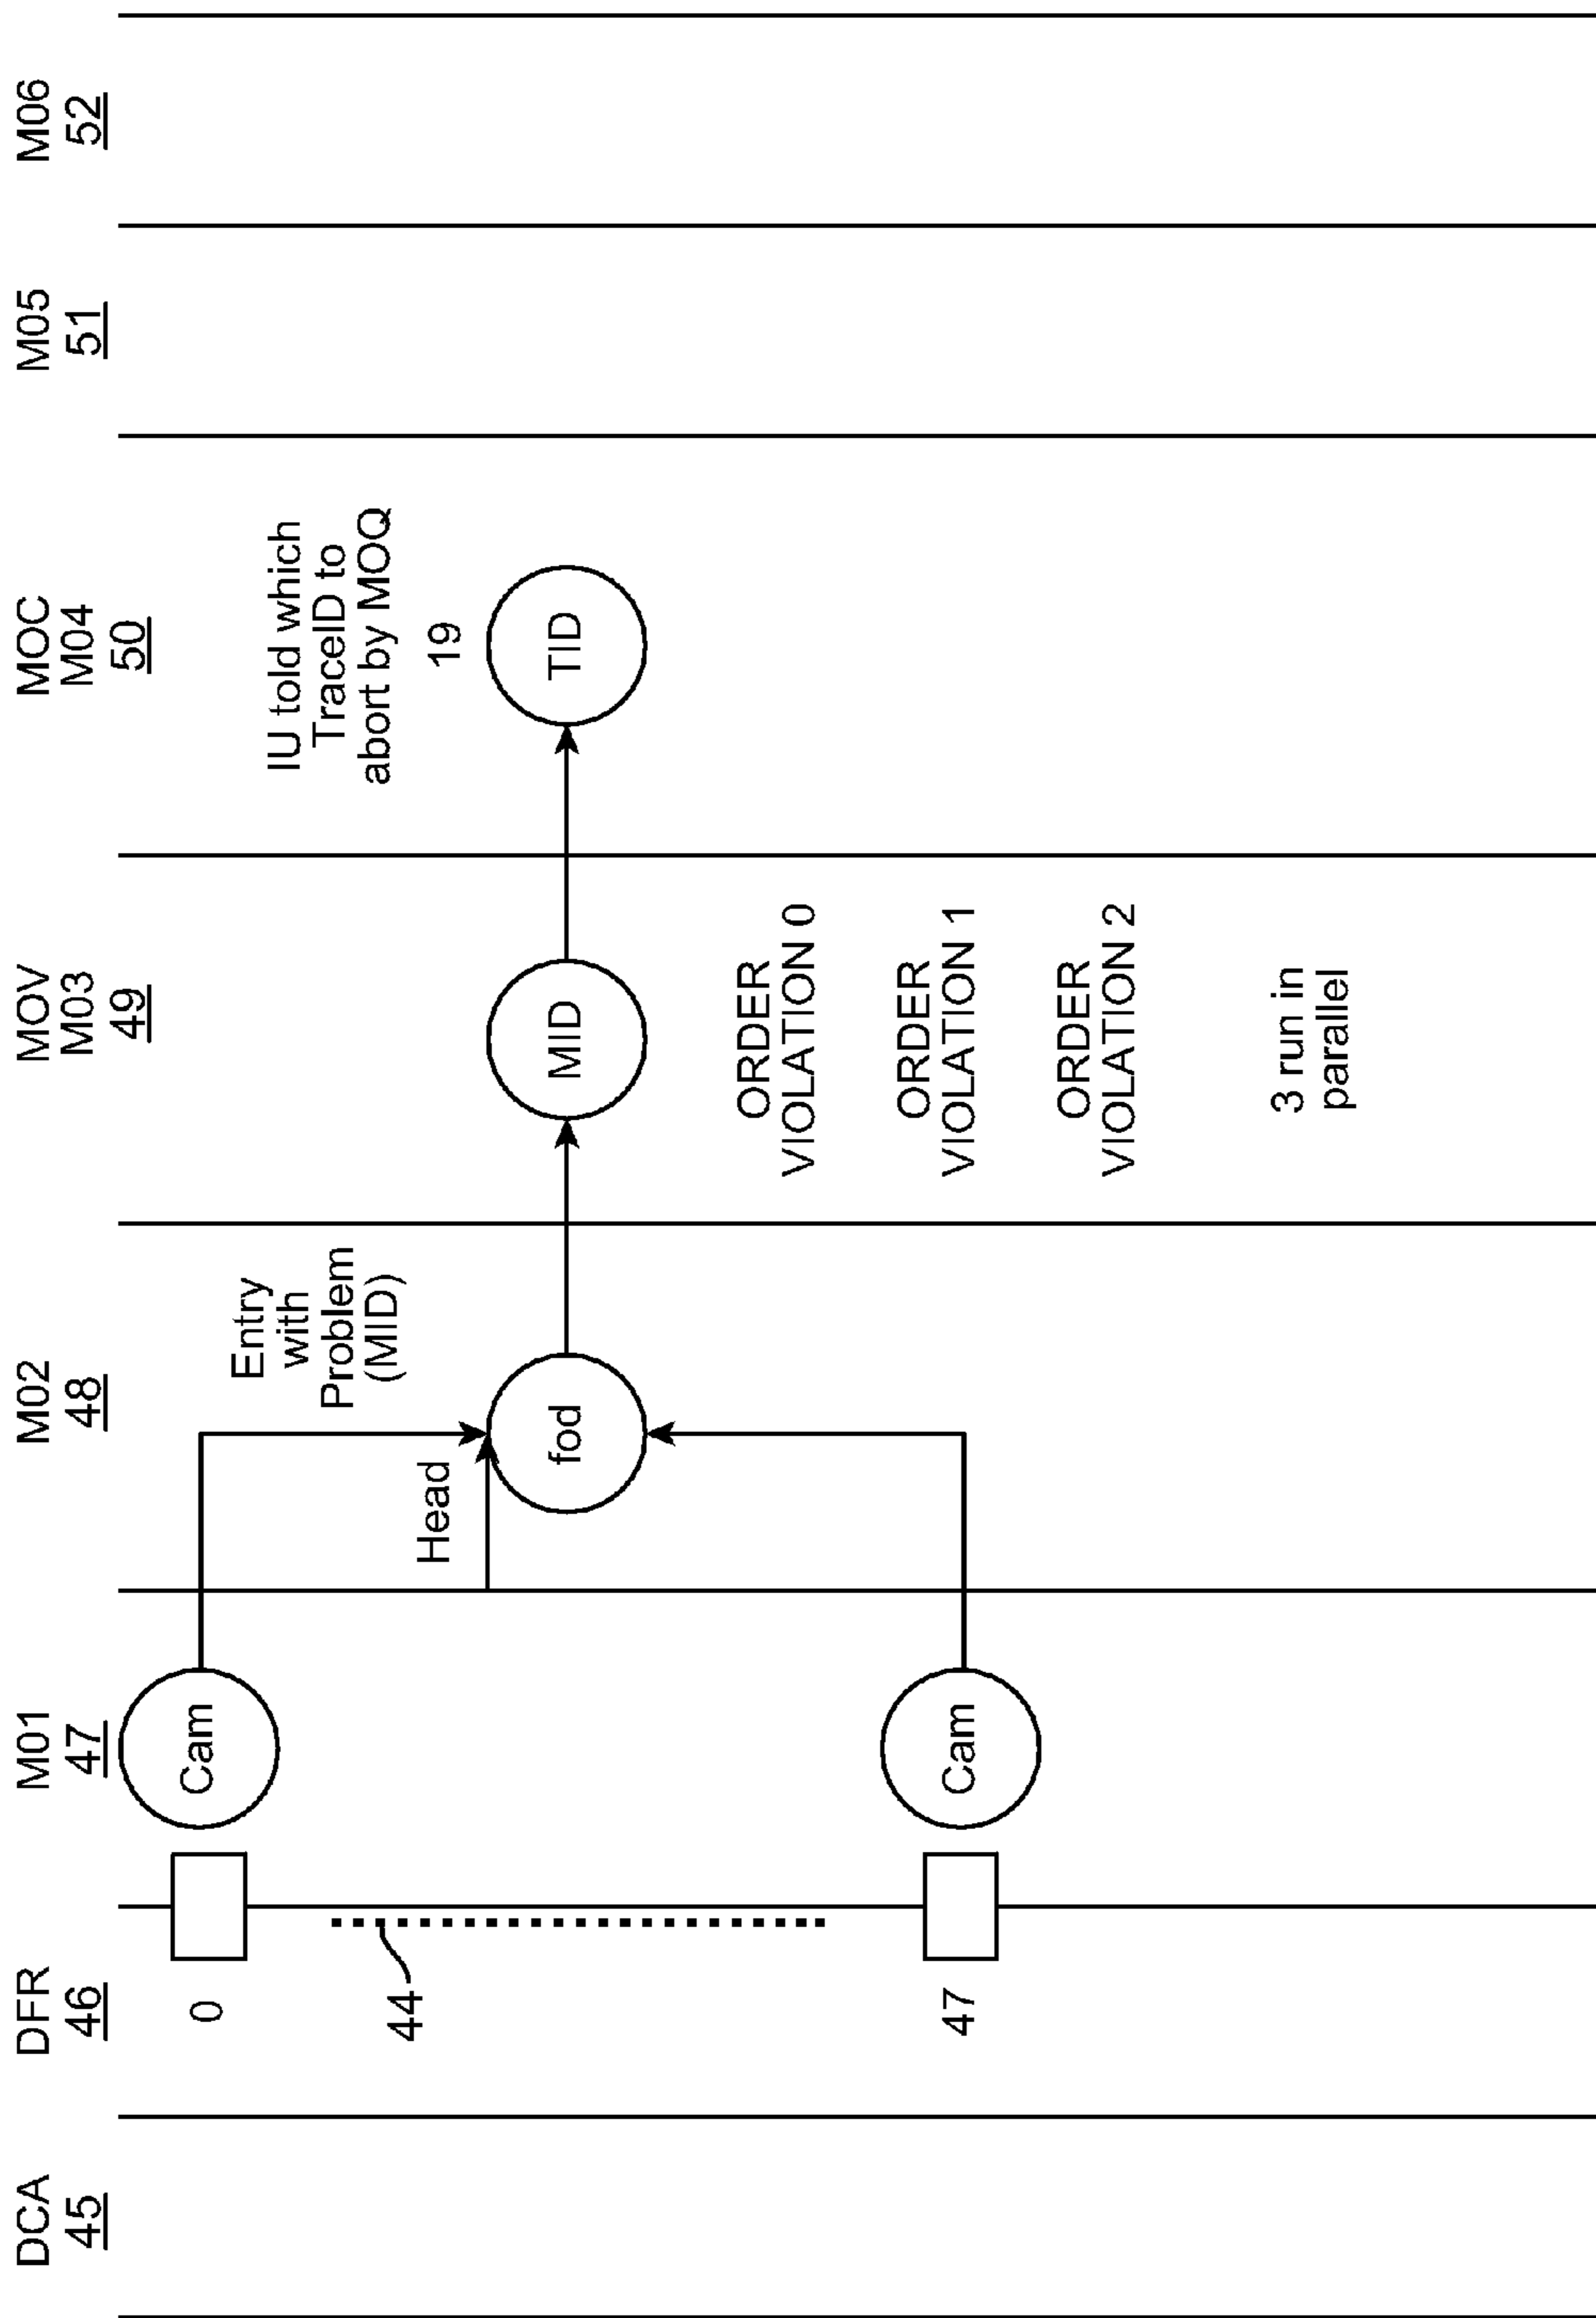 DCA
45
DFR
46
M01
47
M02
48
MOV
M03
49
MOC
M04
50
M05
51
M06
52
0
44
47
Cam
Cam
Head
Entry
with
Problem
(MID)
fod
MID
ORDER
VIOLATION 0
ORDER
VIOLATION 1
ORDER
VIOLATION 2
3 run in
parallel
IU told which
TraceID to
abort by MOQ
19
TID